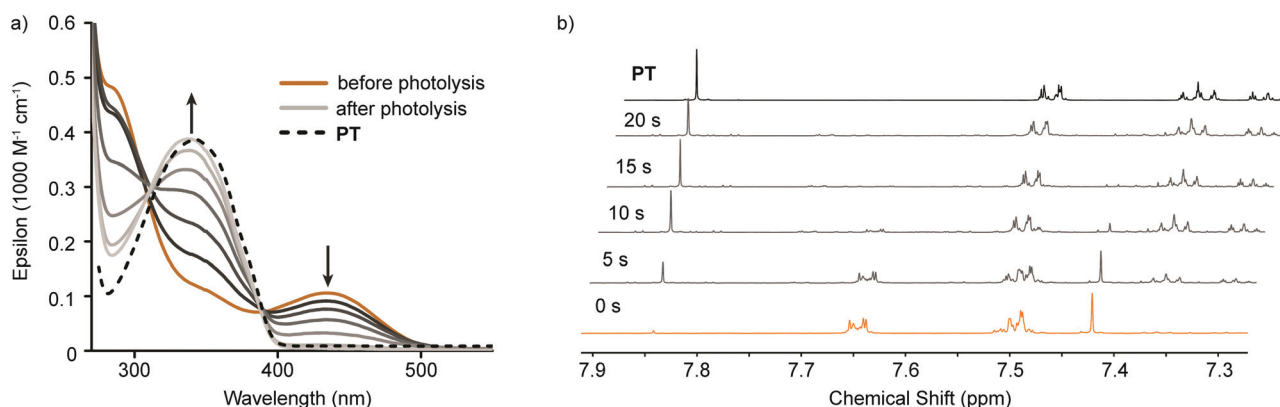 a)
0.6
0.5
0.4
0.3
0.2
0.1
0
Epsilon (1000 M⁻¹ cm⁻¹)
300
400
500
Wavelength (nm)
before photolysis
after photolysis
PT
b)
PT
20 s
15 s
10 s
5 s
0 s
7.9
7.8
7.7
7.6
7.5
7.4
7.3
Chemical Shift (ppm)